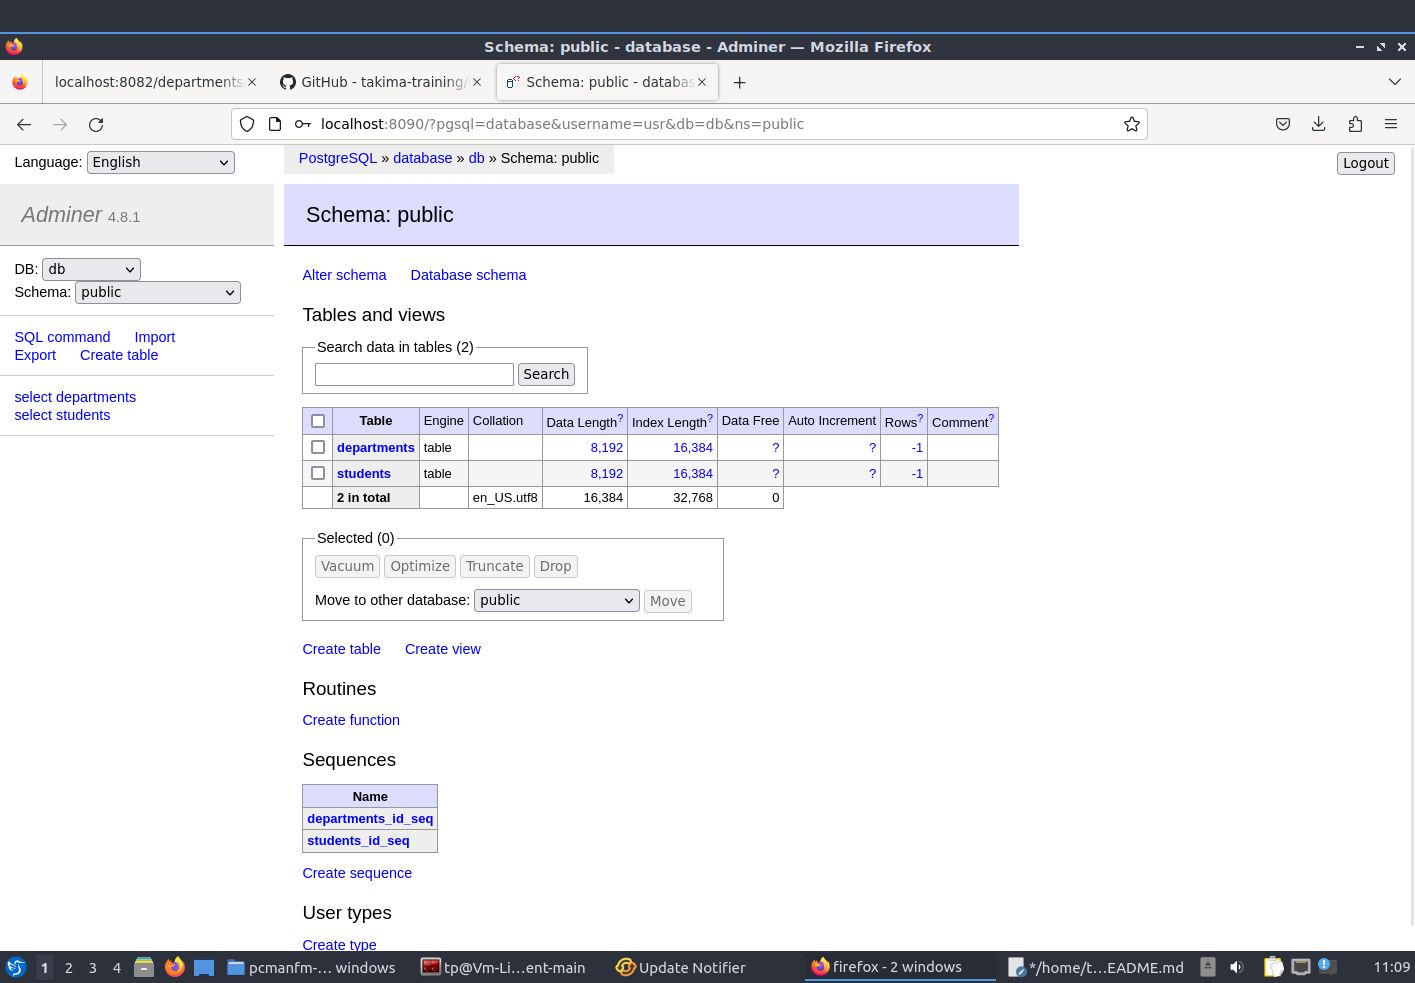 Schema: public - database - Adminer — Mozilla Firefox
localhost:8082/departments
GitHub - takima-training/
Schema: public - databas
localhost:8090/?pgsql=database&username=usr&db=db&ns=public
Language: English
PostgreSQL » database » db » Schema: public
Logout
Adminer 4.8.1
Schema: public
DB: db
Schema: public
Alter schema Database schema
SQL command Import
Export Create table
select departments
select students
Tables and views
Search data in tables (2)
Search
Table Engine Collation Data Length? Index Length? Data Free Auto Increment Rows? Comment?
departments table 8,192 16,384 ? ? -1
students table 8,192 16,384 ? ? -1
2 in total en_US.utf8 16,384 32,768 0
Selected (0)
Vacuum Optimize Truncate Drop
Move to other database: public Move
Create table Create view
Routines
Create function
Sequences
Name
departments_id_seq
students_id_seq
Create sequence
User types
Create type
1 2 3 4 pcmanfm-... windows tp@Vm-Li...ent-main Update Notifier firefox - 2 windows */home/t...EADME.md 11:09